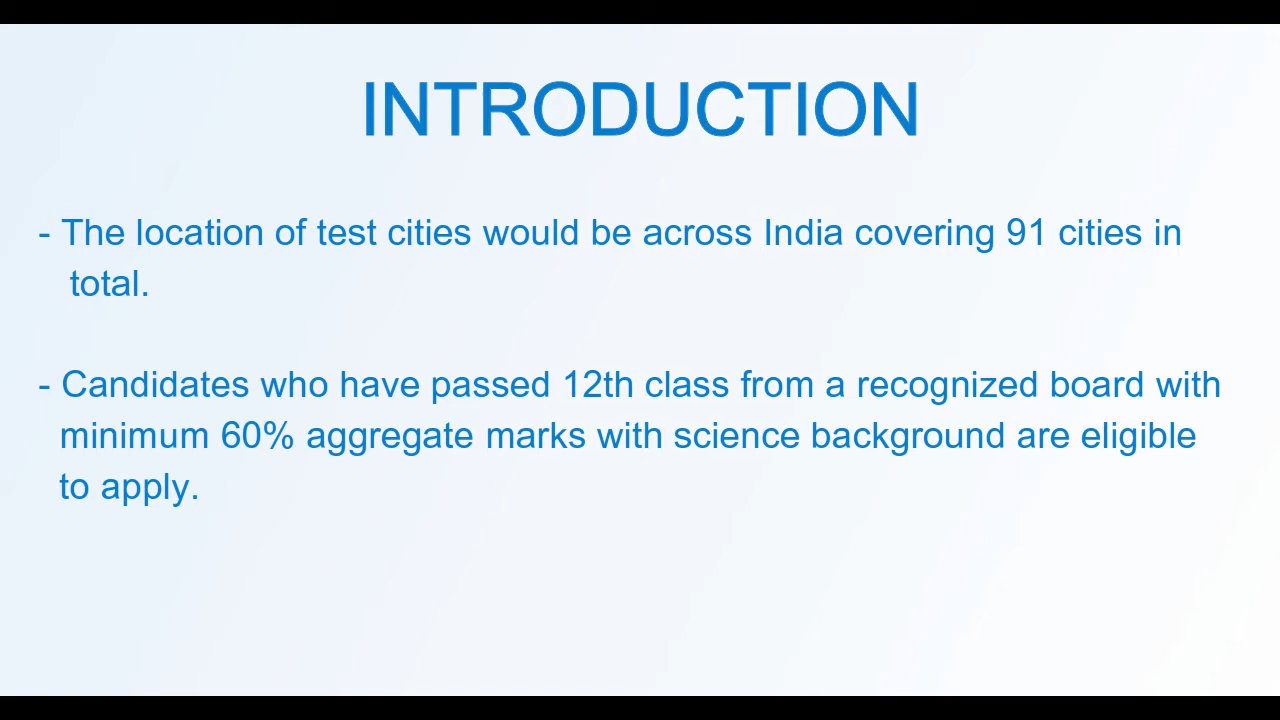 INTRODUCTION
- The location of test cities would be across India covering 91 cities in
total.
- Candidates who have passed 12th class from a recognized board with
minimum 60% aggregate marks with science background are eligible
to apply.